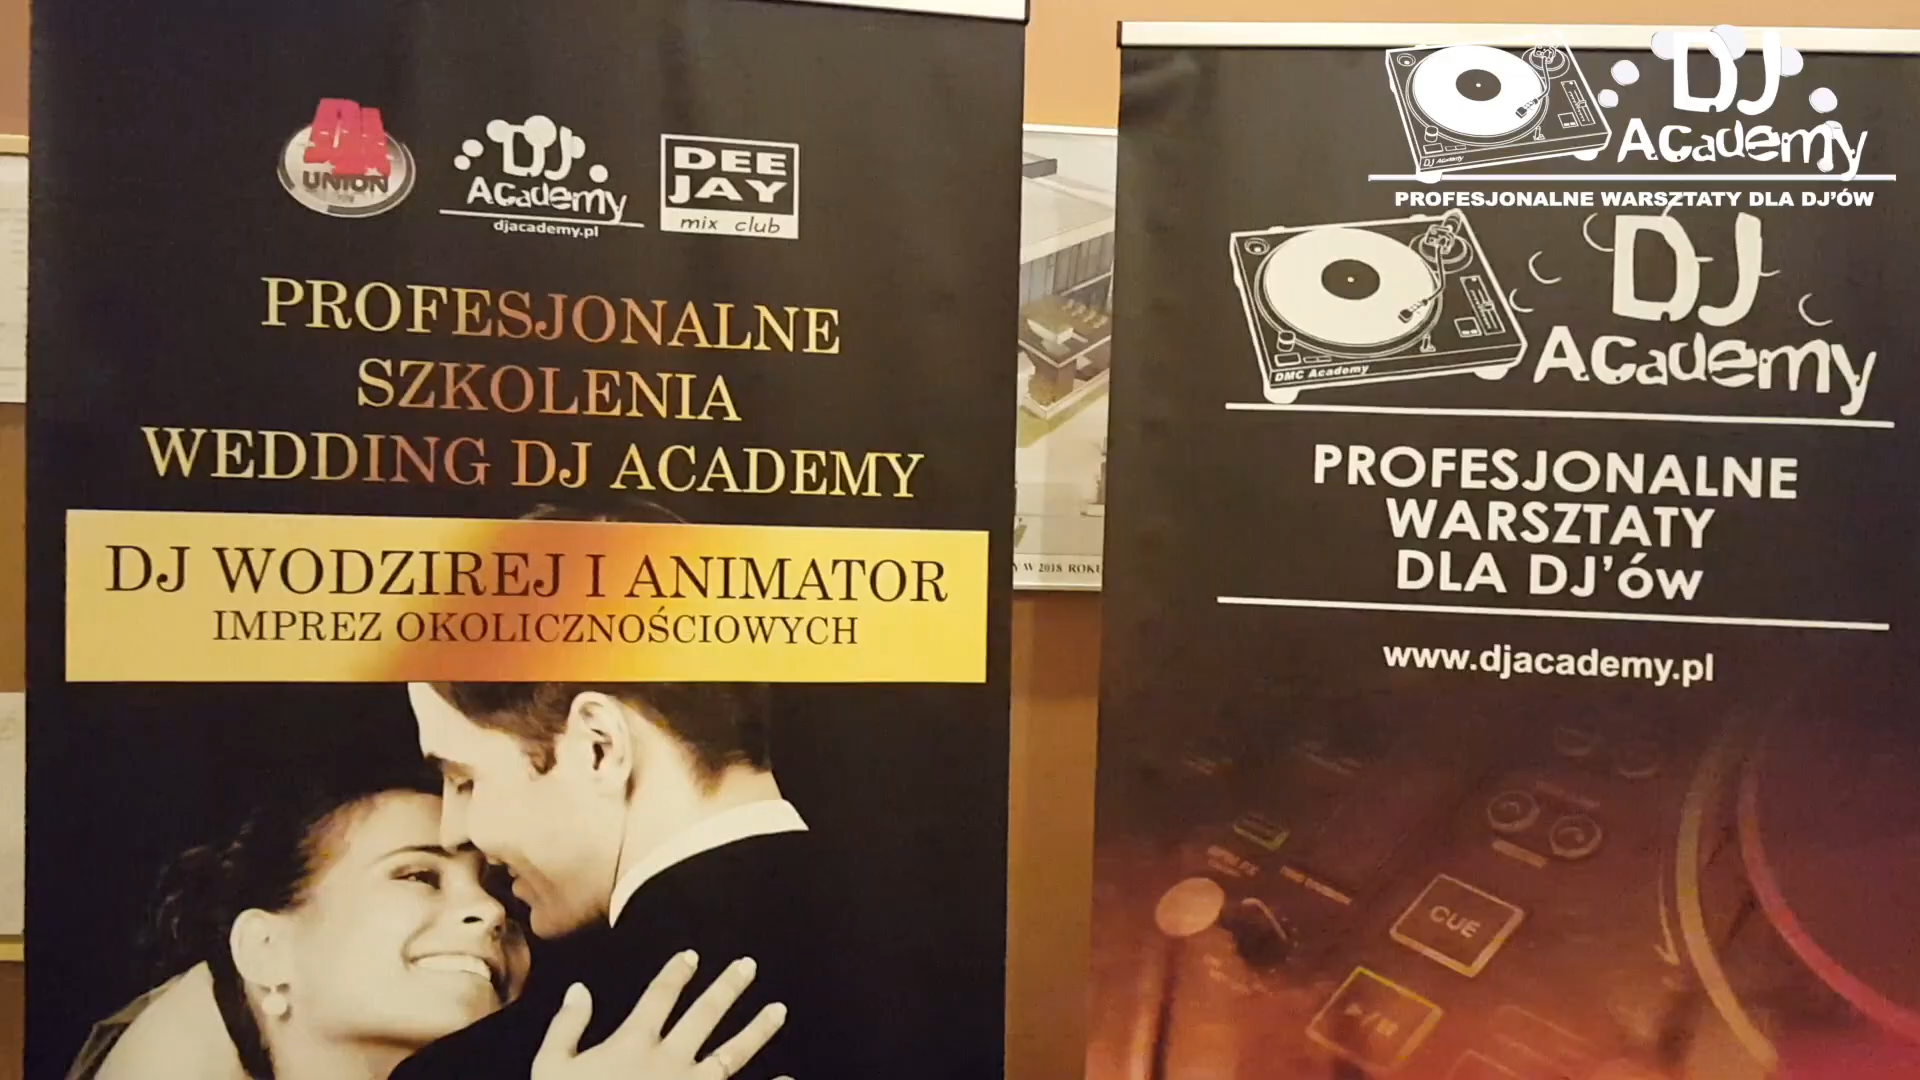 UNION
DJ
Academy
djacademy.pl
DEE
JAY
mix club
PROFESJONALNE
SZKOLENIA
WEDDING DJ ACADEMY
DJ WODZIREJ I ANIMATOR
IMPREZ OKOLICZNOŚCIOWYCH
W 2018 ROKU
DJ Academy
DJ
Academy
PROFESJONALNE WARSZTATY DLA DJ'ÓW
DMC Academy
DJ
Academy
PROFESJONALNE
WARSZTATY
DLA DJ'ów
www.djacademy.pl
CUE